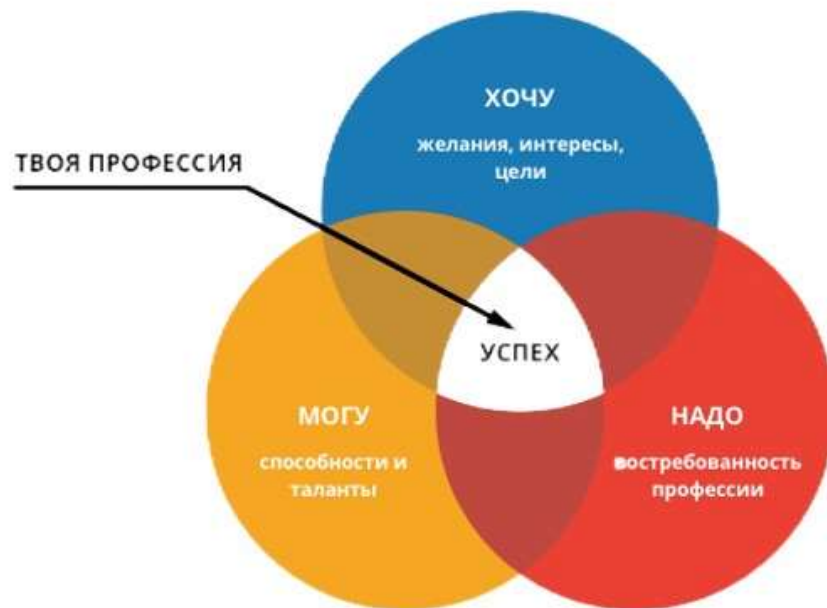 ХОЧУ
желания, интересы,
цели
ТВОЯ ПРОФЕССИЯ
УСПЕХ
МОГУ
способности и
таланты
НАДО
востребованность
профессии